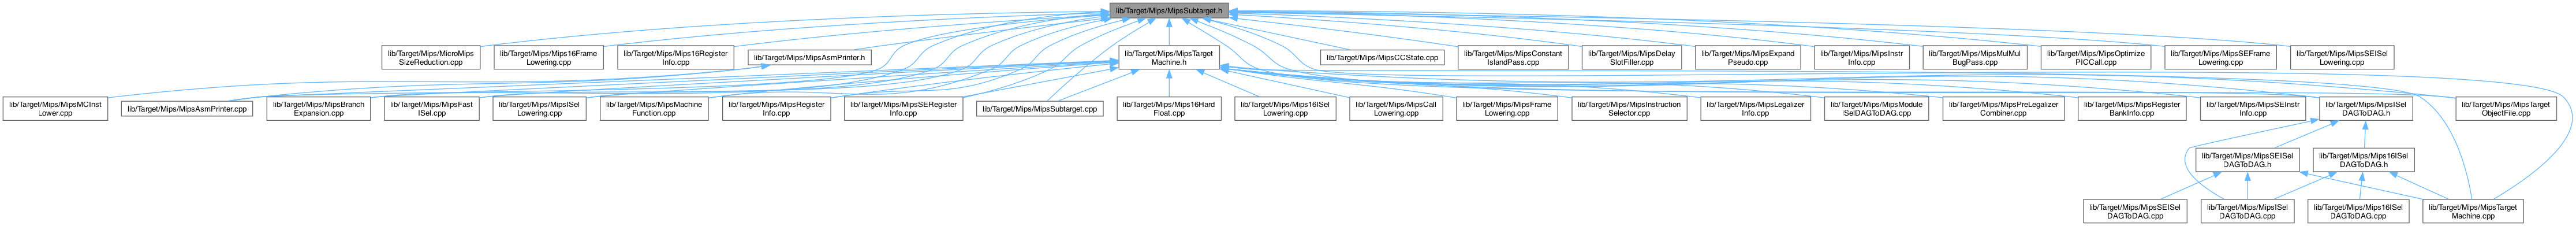 lib/Target/Mips/MipsSubtarget.h
lib/Target/Mips/MicroMips
SizeReduction.cpp
lib/Target/Mips/Mips16Frame
Lowering.cpp
lib/Target/Mips/Mips16Register
Info.cpp
lib/Target/Mips/MipsAsmPrinter.h
lib/Target/Mips/MipsTarget
Machine.h
lib/Target/Mips/MipsCCState.cpp
lib/Target/Mips/MipsConstant
IslandPass.cpp
lib/Target/Mips/MipsDelay
SlotFiller.cpp
lib/Target/Mips/MipsExpand
Pseudo.cpp
lib/Target/Mips/MipsInstr
Info.cpp
lib/Target/Mips/MipsMulMul
BugPass.cpp
lib/Target/Mips/MipsOptimize
PICCall.cpp
lib/Target/Mips/MipsSEFrame
Lowering.cpp
lib/Target/Mips/MipsSEISel
Lowering.cpp
lib/Target/Mips/MipsMCInst
Lower.cpp
lib/Target/Mips/MipsAsmPrinter.cpp
lib/Target/Mips/MipsBranch
Expansion.cpp
lib/Target/Mips/MipsFast
ISel.cpp
lib/Target/Mips/MipsISel
Lowering.cpp
lib/Target/Mips/MipsMachine
Function.cpp
lib/Target/Mips/MipsRegister
Info.cpp
lib/Target/Mips/MipsSERegister
Info.cpp
lib/Target/Mips/MipsSubtarget.cpp
lib/Target/Mips/Mips16Hard
Float.cpp
lib/Target/Mips/Mips16ISel
Lowering.cpp
lib/Target/Mips/MipsCall
Lowering.cpp
lib/Target/Mips/MipsFrame
Lowering.cpp
lib/Target/Mips/MipsInstruction
Selector.cpp
lib/Target/Mips/MipsLegalizer
Info.cpp
lib/Target/Mips/MipsModule
ISelDAGToDAG.cpp
lib/Target/Mips/MipsPreLegalizer
Combiner.cpp
lib/Target/Mips/MipsRegister
BankInfo.cpp
lib/Target/Mips/MipsSEInstr
Info.cpp
lib/Target/Mips/MipsISel
DAGToDAG.h
lib/Target/Mips/MipsTarget
ObjectFile.cpp
lib/Target/Mips/MipsSEISel
DAGToDAG.h
lib/Target/Mips/Mips16ISel
DAGToDAG.h
lib/Target/Mips/MipsSEISel
DAGToDAG.cpp
lib/Target/Mips/MipsISel
DAGToDAG.cpp
lib/Target/Mips/Mips16ISel
DAGToDAG.cpp
lib/Target/Mips/MipsTarget
Machine.cpp